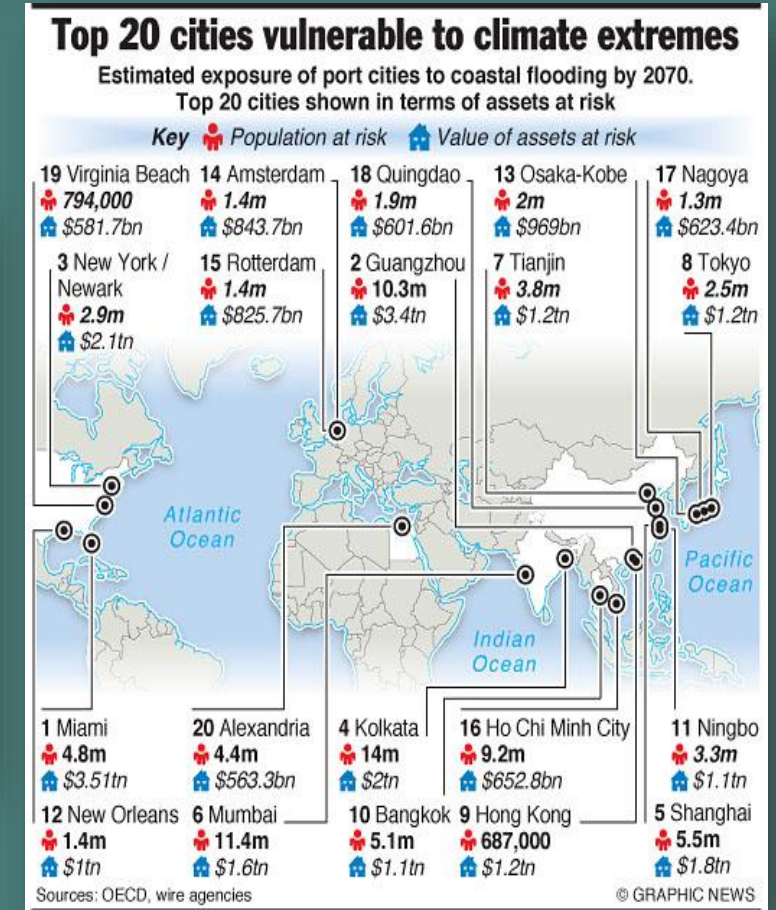 Top 20 cities vulnerable to climate extremes
Estimated exposure of port cities to coastal flooding by 2070.
Top 20 cities shown in terms of assets at risk
Key Population at risk Value of assets at risk
19 Virginia Beach
794,000
$581.7bn
14 Amsterdam
1.4m
$843.7bn
18 Quingdao
1.9m
$601.6bn
13 Osaka-Kobe
2m
$969bn
17 Nagoya
1.3m
$623.4bn
3 New York /
Newark
2.9m
$2.1tn
15 Rotterdam
1.4m
$825.7bn
2 Guangzhou
10.3m
$3.4tn
7 Tianjin
3.8m
$1.2tn
8 Tokyo
2.5m
$1.2tn
Atlantic
Ocean
Pacific
Ocean
Indian
Ocean
1 Miami
4.8m
$3.51tn
20 Alexandria
4.4m
$563.3bn
4 Kolkata
14m
$2tn
16 Ho Chi Minh City
9.2m
$652.8bn
11 Ningbo
3.3m
$1.1tn
12 New Orleans
1.4m
$1tn
6 Mumbai
11.4m
$1.6tn
10 Bangkok
5.1m
$1.1tn
9 Hong Kong
687,000
$1.2tn
5 Shanghai
5.5m
$1.8tn
Sources: OECD, wire agencies
© GRAPHIC NEWS